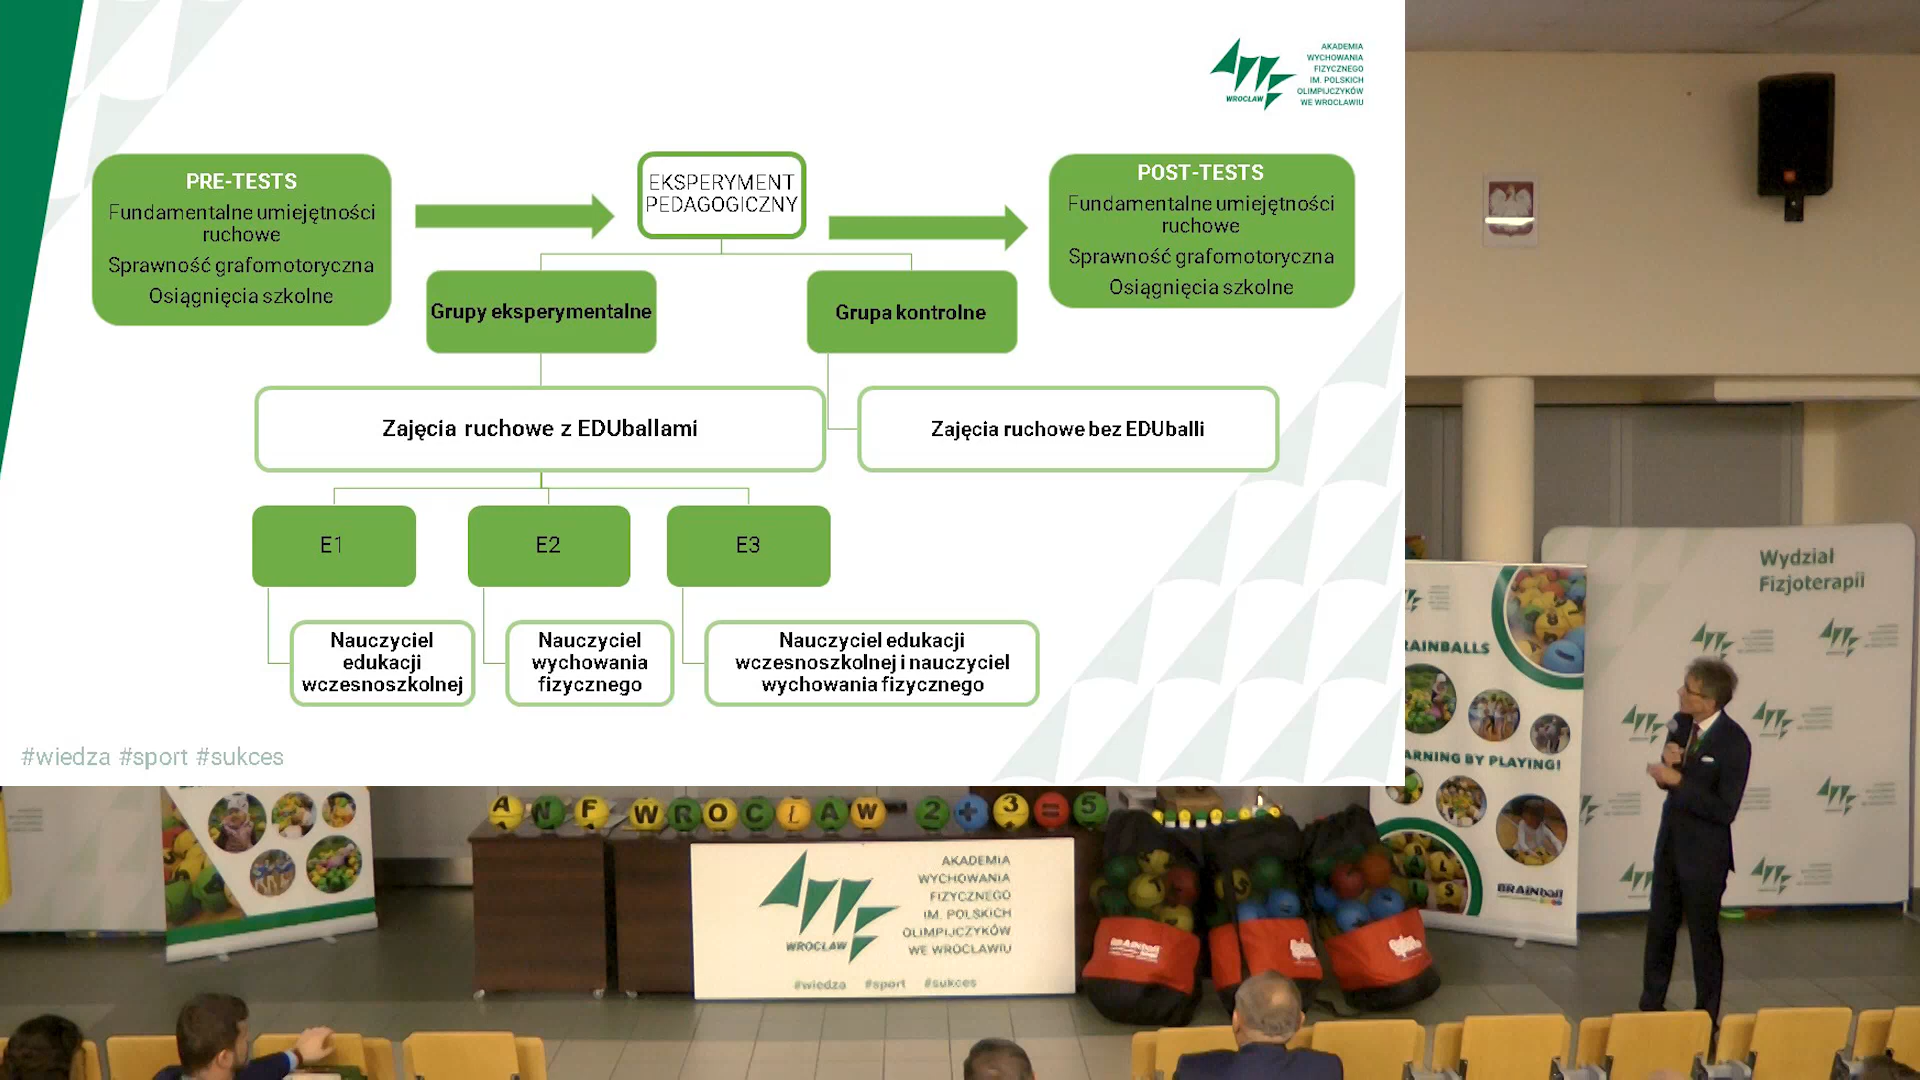 AKADEMIA
WYCHOWANIA
FIZYCZNEGO
IM. POLSKICH
OLIMPIJCZYKÓW
WE WROCŁAWIU
WROCŁAW
PRE-TESTS
Fundamentalne umiejętności
ruchowe
Sprawność grafomotoryczna
Osiągnięcia szkolne
EKSPERYMENT
PEDAGOGICZNY
POST-TESTS
Fundamentalne umiejętności
ruchowe
Sprawność grafomotoryczna
Osiągnięcia szkolne
Grupy eksperymentalne
Grupa kontrolne
Zajęcia ruchowe z EDUballami
Zajęcia ruchowe bez EDUballi
E1
E2
E3
Nauczyciel
edukacji
wczesnoszkolnej
Nauczyciel
wychowania
fizycznego
Nauczyciel edukacji
wczesnoszkolnej i nauczyciel
wychowania fizycznego
#wiedza #sport #sukces
Wydział
Fizjoterapii
RAINBALLS
ARNING BY PLAYING!
BRAINball
A W F W R O C Ł A W 2 + 3 = 5
AKADEMIA
WYCHOWANIA
FIZYCZNEGO
IM. POLSKICH
OLIMPIJCZYKÓW
WE WROCŁAWIU
WROCŁAW
#wiedza #sport #sukces
BRAINball